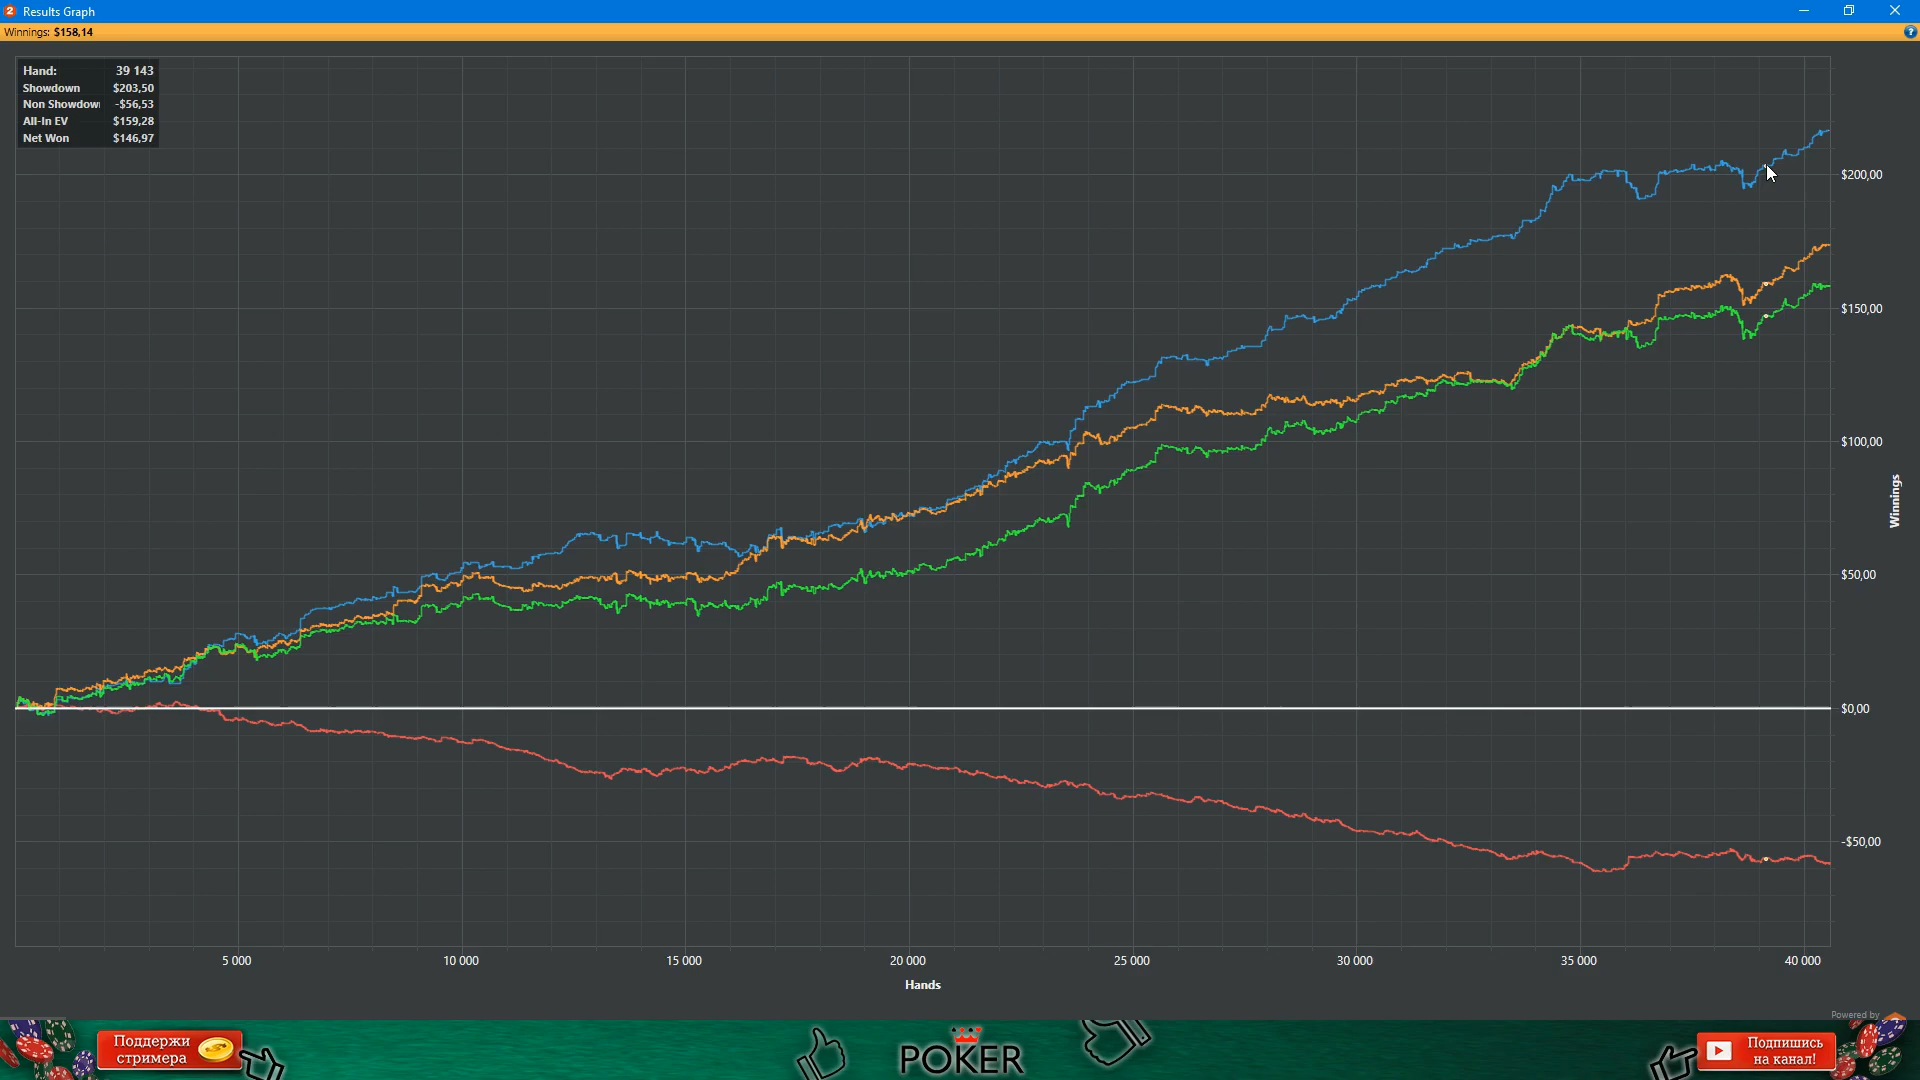 2 Results Graph
Winnings: $158,14
?
Hand: 39 143
Showdown $203,50
Non Showdow -$56,53
All-In EV $159,28
Net Won $146,97
$200,00
$150,00
$100,00
$50,00
$0,00
-$50,00
Winnings
5 000 10 000 15 000 20 000 25 000 30 000 35 000 40 000
Hands
Powered by
Поддержи
стримера
POKER
Подпишись
на канал!